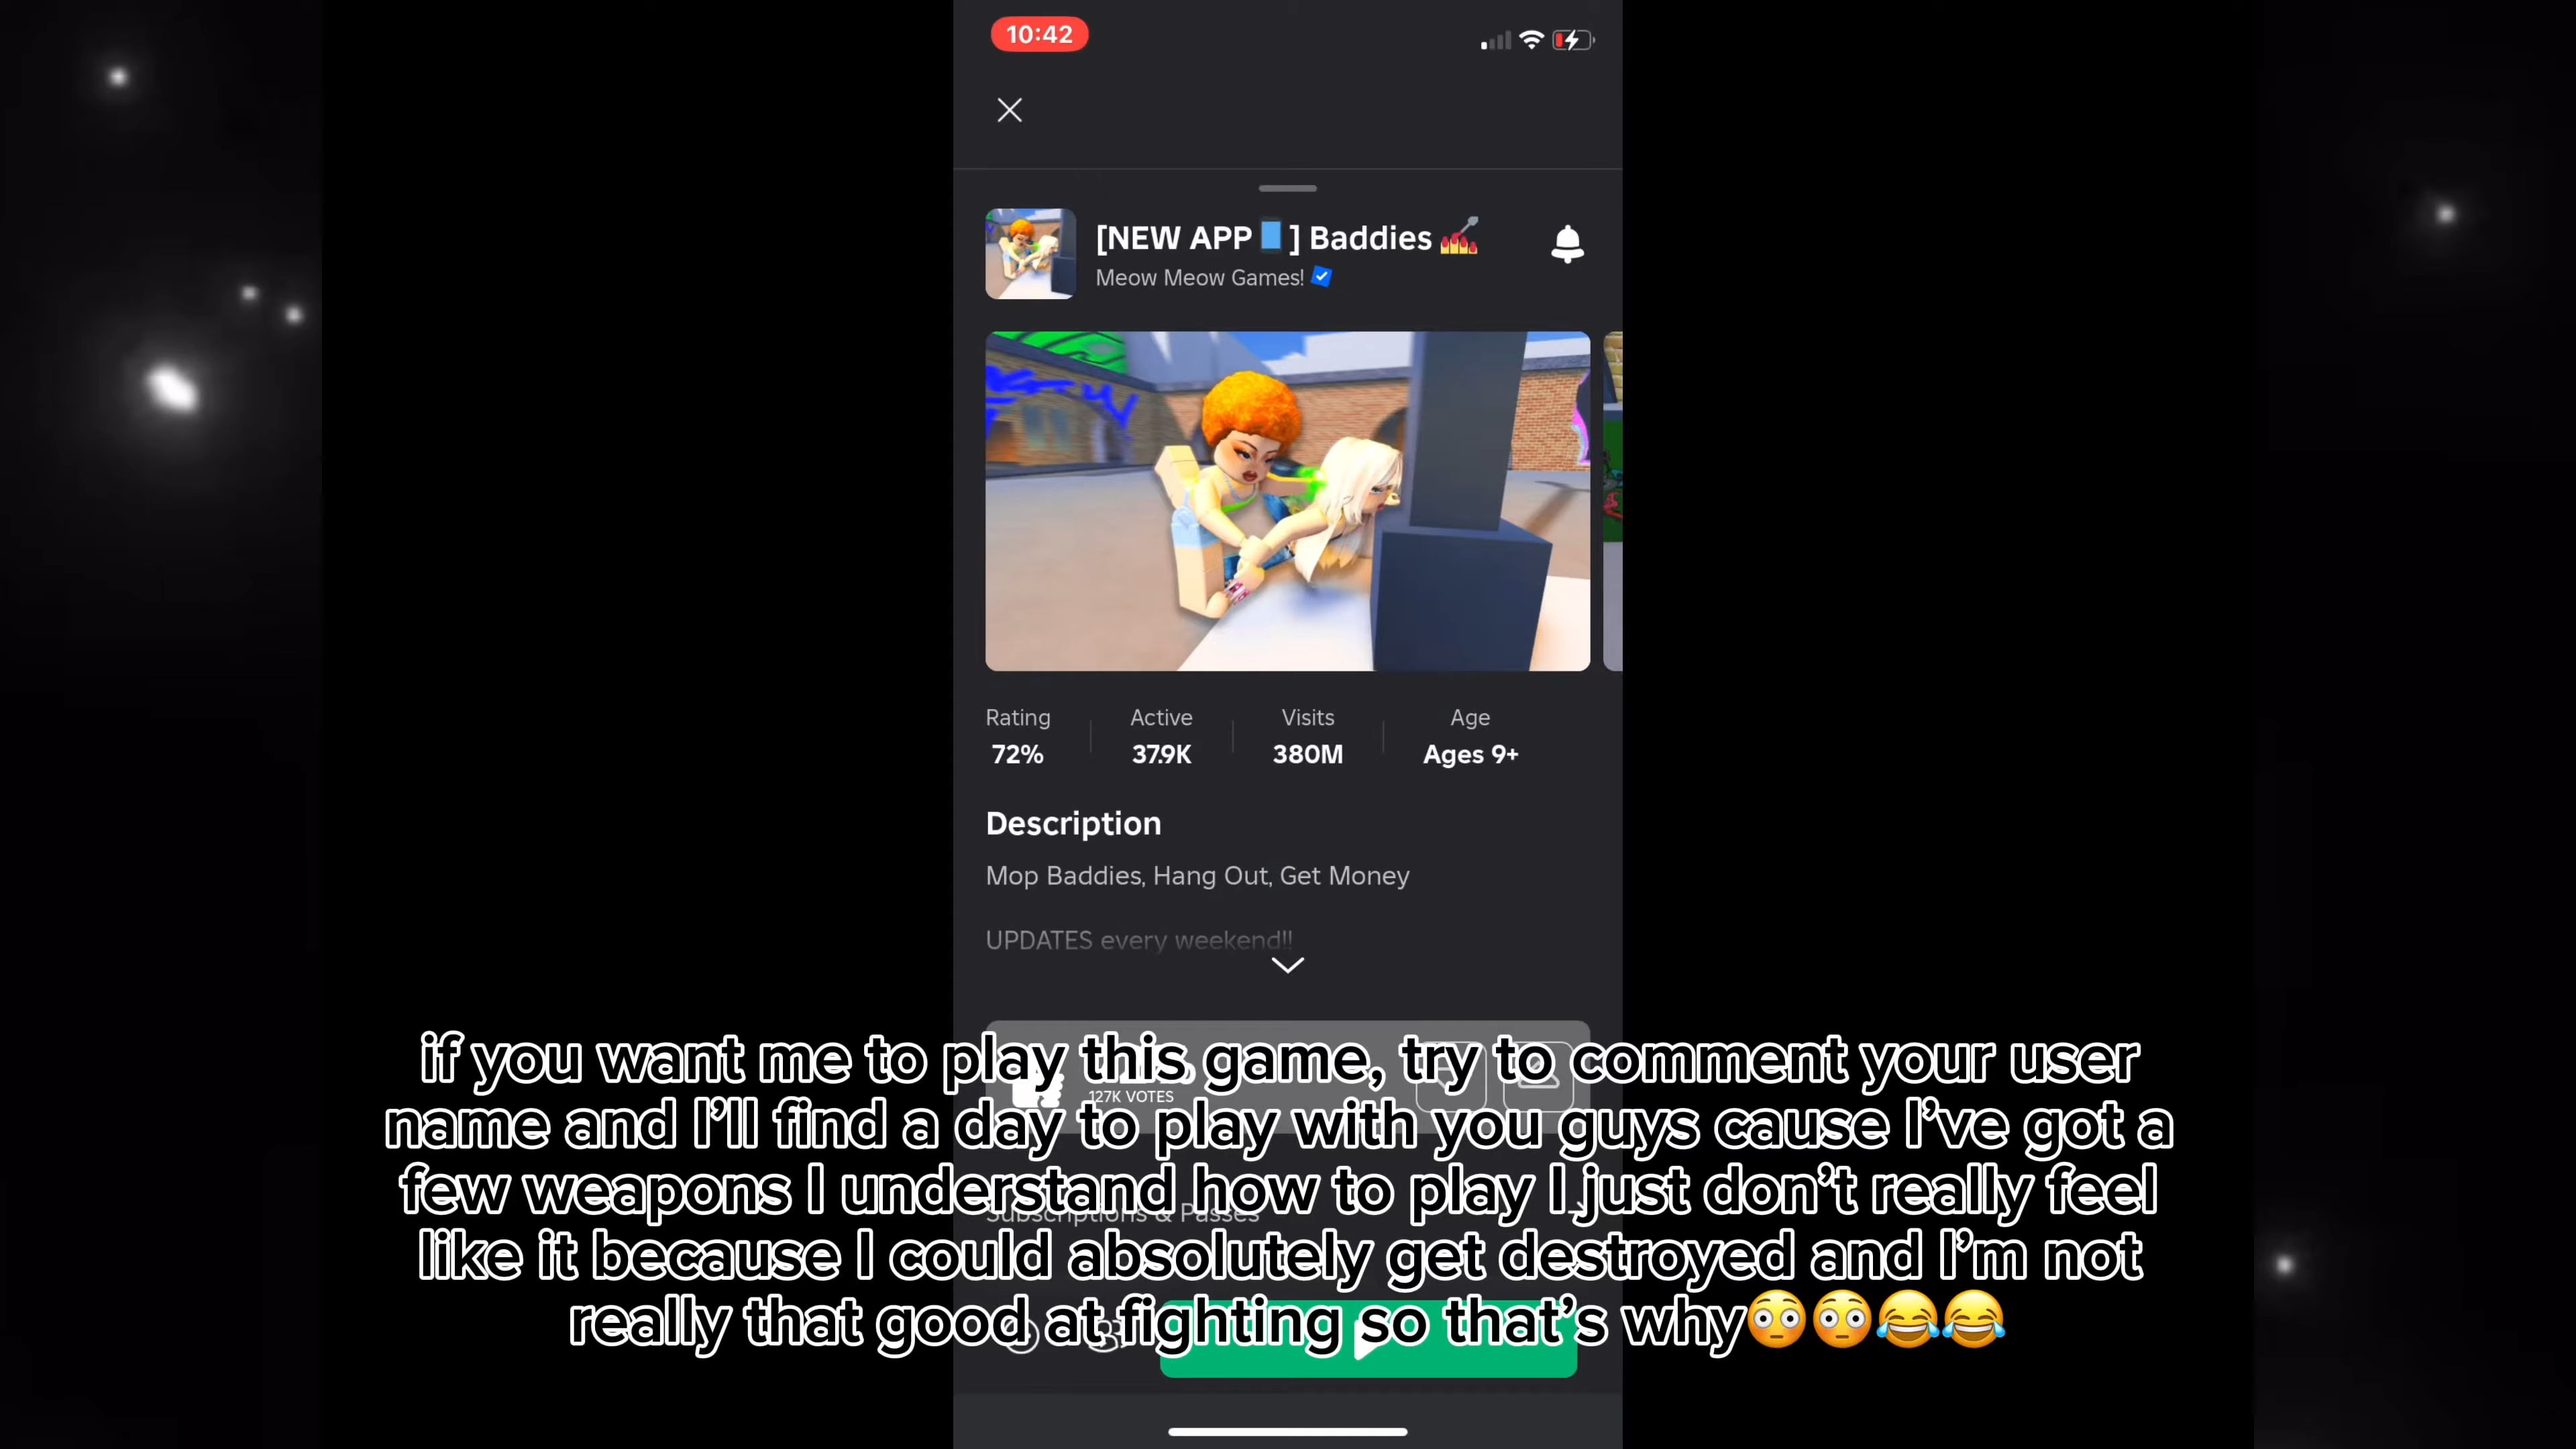 10:42
[NEW APP📱] Baddies 💅
Meow Meow Games!
Rating
Active
Visits
Age
72%
37.9K
380M
Ages 9+
Description
Mop Baddies, Hang Out, Get Money
UPDATES every weekend!!
127K VOTES
Subscriptions & Passes
if you want me to play this game, try to comment your user
name and I'll find a day to play with you guys cause I've got a
few weapons I understand how to play I just don't really feel
like it because I could absolutely get destroyed and I'm not
really that good at fighting so that's why😳😳😂😂